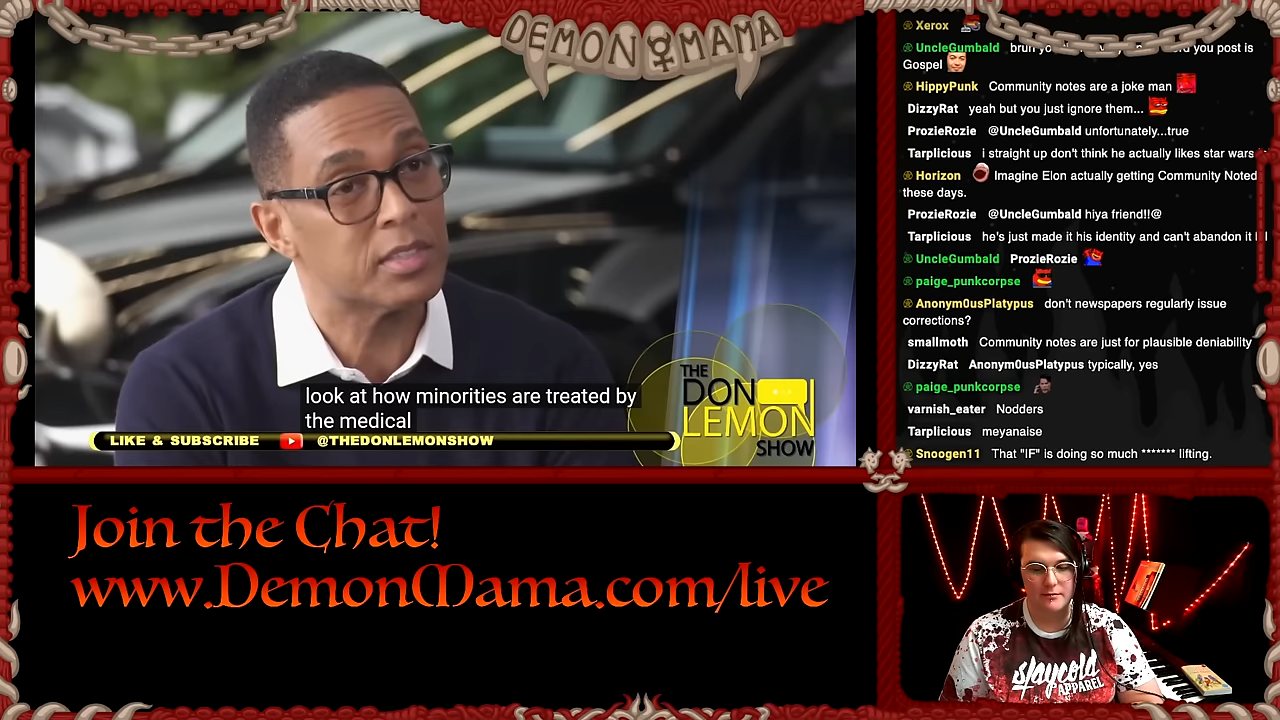 DEMON MAMA
look at how minorities are treated by
the medical
LIKE & SUBSCRIBE @THEDONLEMONSHOW
THE
DON
LEMON
SHOW
Xerox
UncleGumbald bruh you post is
Gospel
HippyPunk Community notes are a joke man
DizzyRat yeah but you just ignore them...
ProzieRozie @UncleGumbald unfortunately...true
Tarplicious i straight up don't think he actually likes star wars
Horizon Imagine Elon actually getting Community Noted
these days.
ProzieRozie @UncleGumbald hiya friend!!@
Tarplicious he's just made it his identity and can't abandon it
UncleGumbald ProzieRozie
paige_punkcorpse
Anonym0usPlatypus don't newspapers regularly issue
corrections?
smallmoth Community notes are just for plausible deniability
DizzyRat Anonym0usPlatypus typically, yes
paige_punkcorpse
varnish_eater Nodders
Tarplicious meyanaise
Snoogen11 That "IF" is doing so much ******* lifting.
Join the Chat!
www.DemonMama.com/live
slaycold
APPAREL